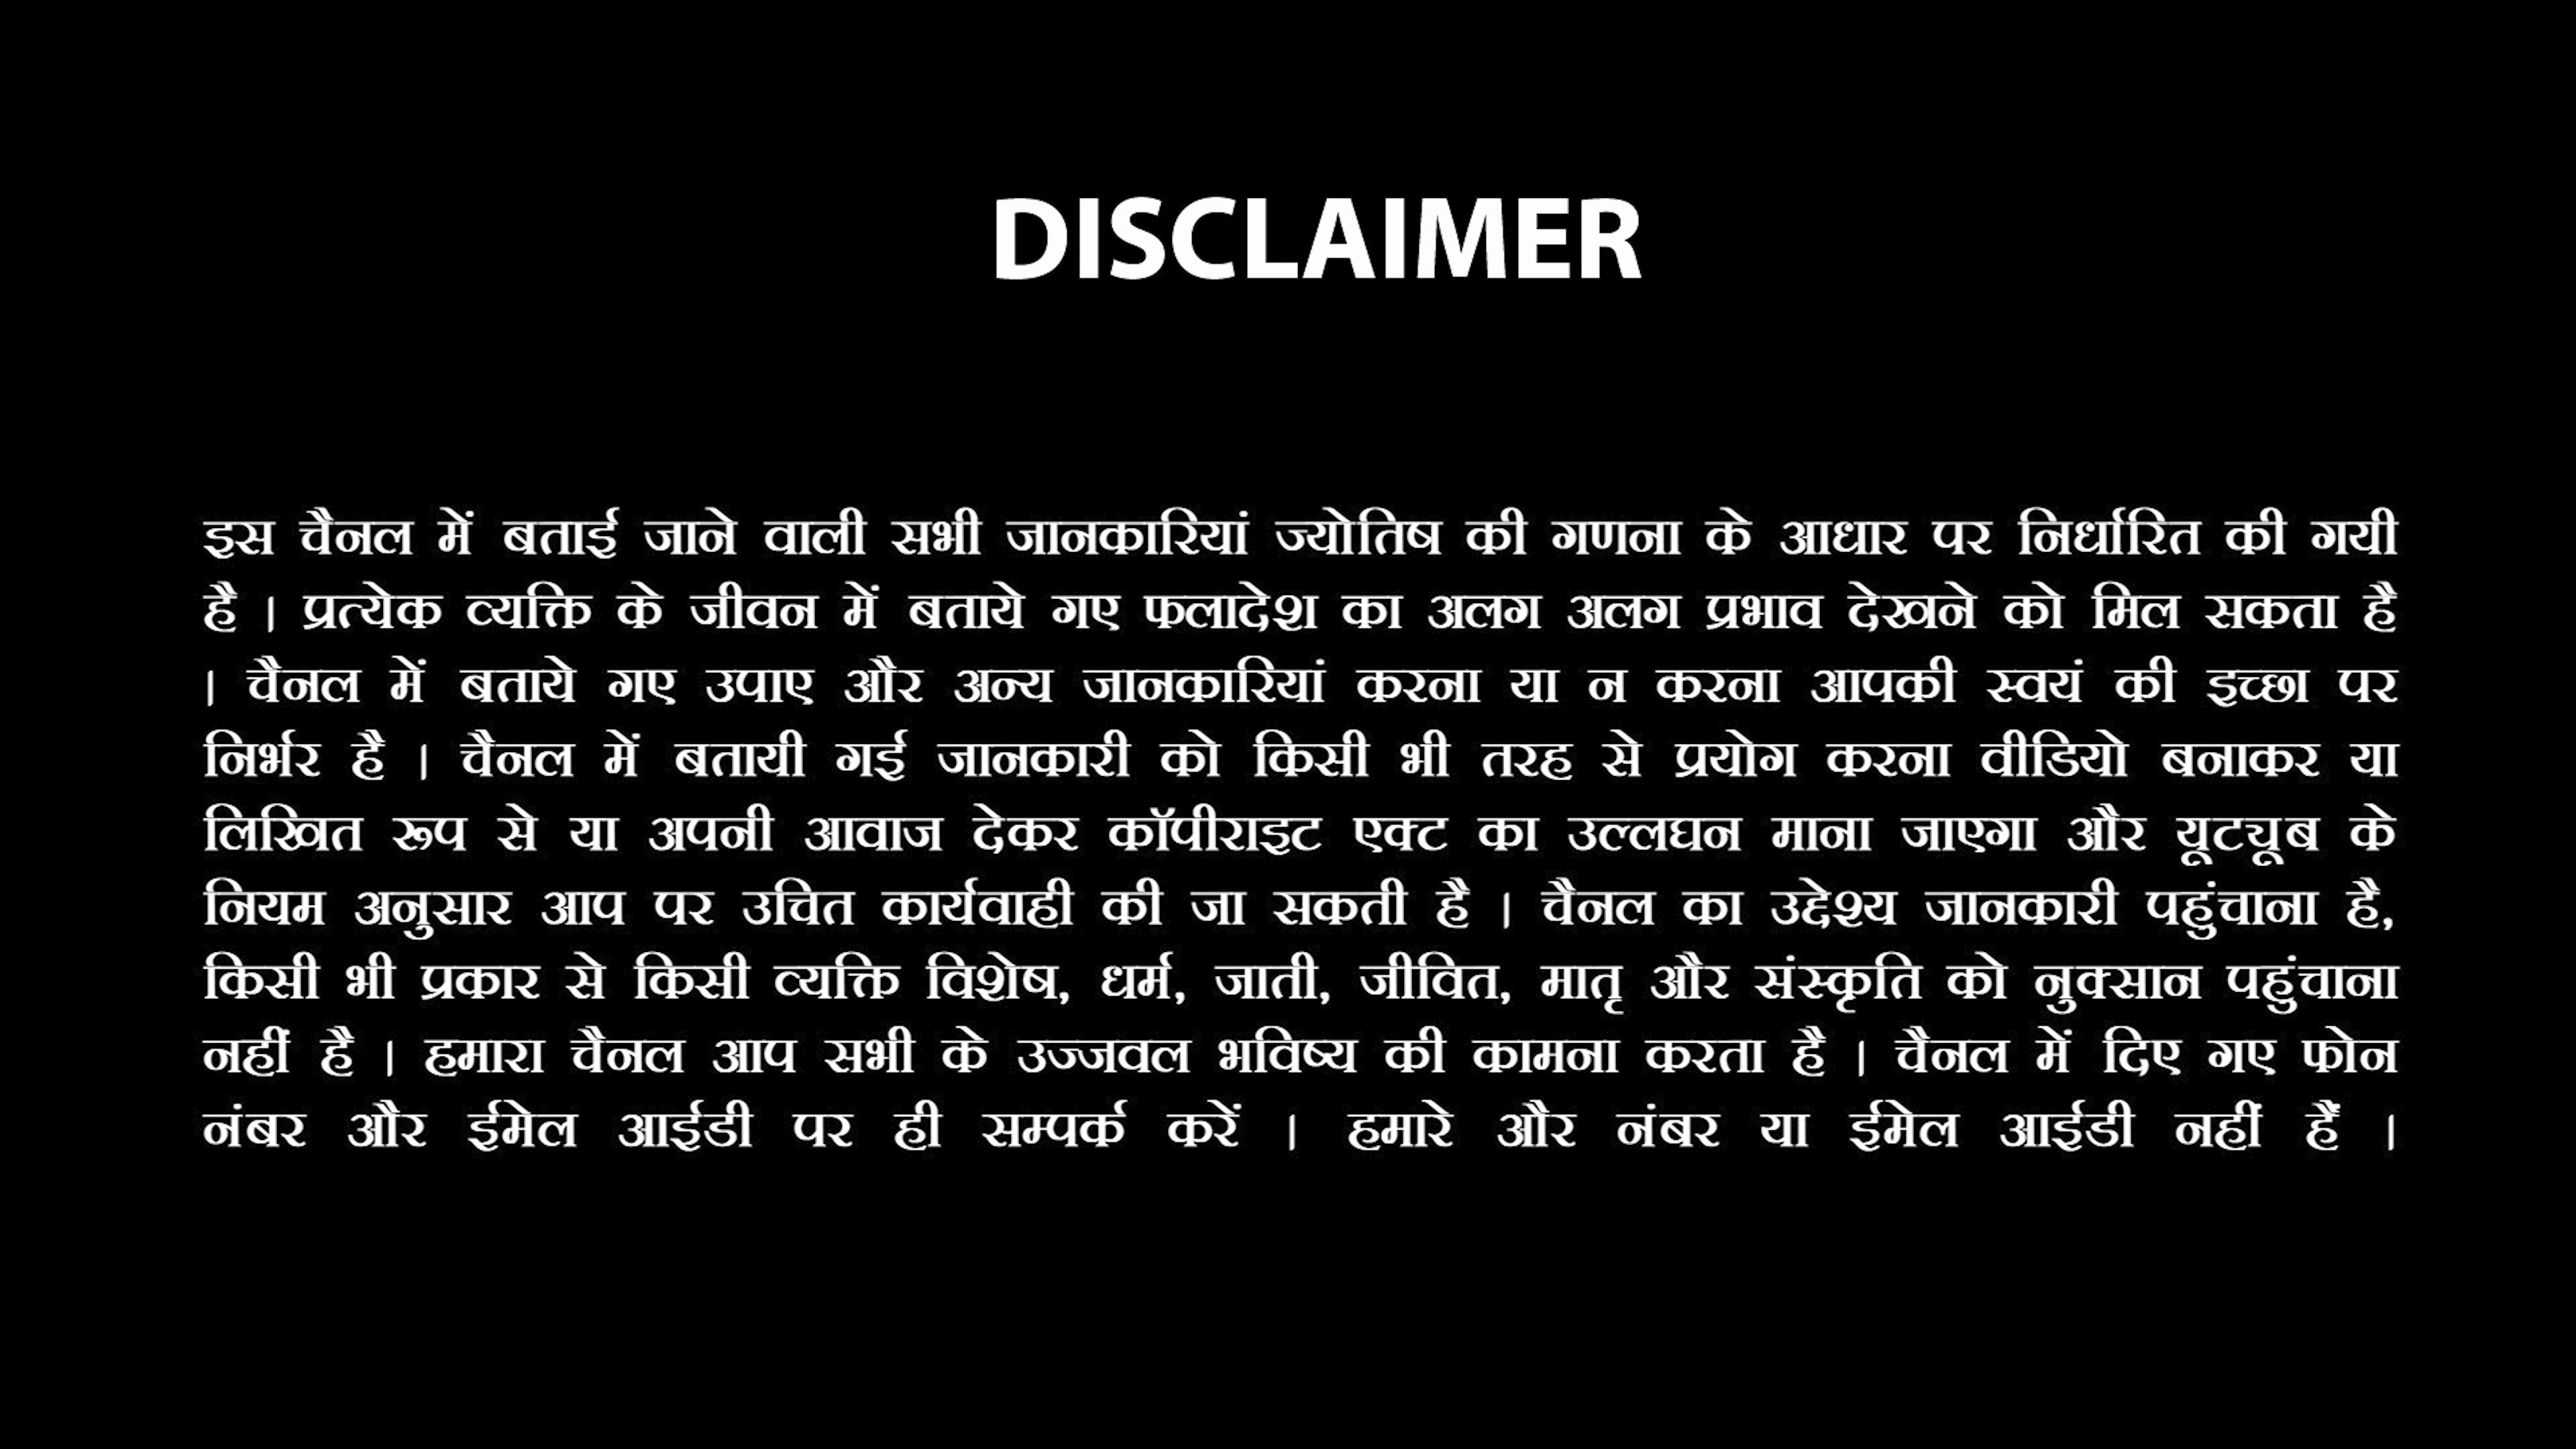 DISCLAIMER
इस चैनल में बताई जाने वाली सभी जानकारियां ज्योतिष की गणना के आधार पर निर्धारित की गयी
है । प्रत्येक व्यक्ति के जीवन में बताये गए फलादेश का अलग अलग प्रभाव देखने को मिल सकता है
। चैनल में बताये गए उपाए और अन्य जानकारियां करना या न करना आपकी स्वयं की इच्छा पर
निर्भर है । चैनल में बतायी गई जानकारी को किसी भी तरह से प्रयोग करना वीडियो बनाकर या
लिखित रूप से या अपनी आवाज देकर कॉपीराइट एक्ट का उल्लघन माना जाएगा और यूट्यूब के
नियम अनुसार आप पर उचित कार्यवाही की जा सकती है । चैनल का उद्देश्य जानकारी पहुंचाना है,
किसी भी प्रकार से किसी व्यक्ति विशेष, धर्म, जाती, जीवित, मातृ और संस्कृति को नुक्सान पहुंचाना
नहीं है । हमारा चैनल आप सभी के उज्जवल भविष्य की कामना करता है । चैनल में दिए गए फोन
नंबर और ईमेल आईडी पर ही सम्पर्क करें । हमारे और नंबर या ईमेल आईडी नहीं हैं ।